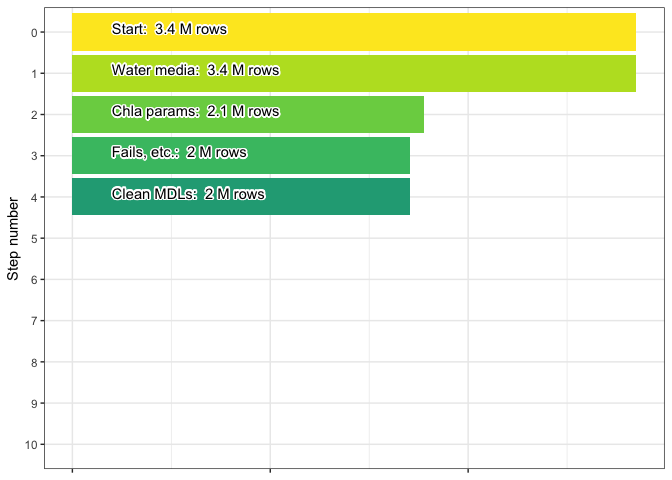 0
Start:  3.4 M rows
1
Water media:  3.4 M rows
2
Chla params:  2.1 M rows
3
Fails, etc.:  2 M rows
4
Clean MDLs:  2 M rows
5
6
7
8
9
10
Step number